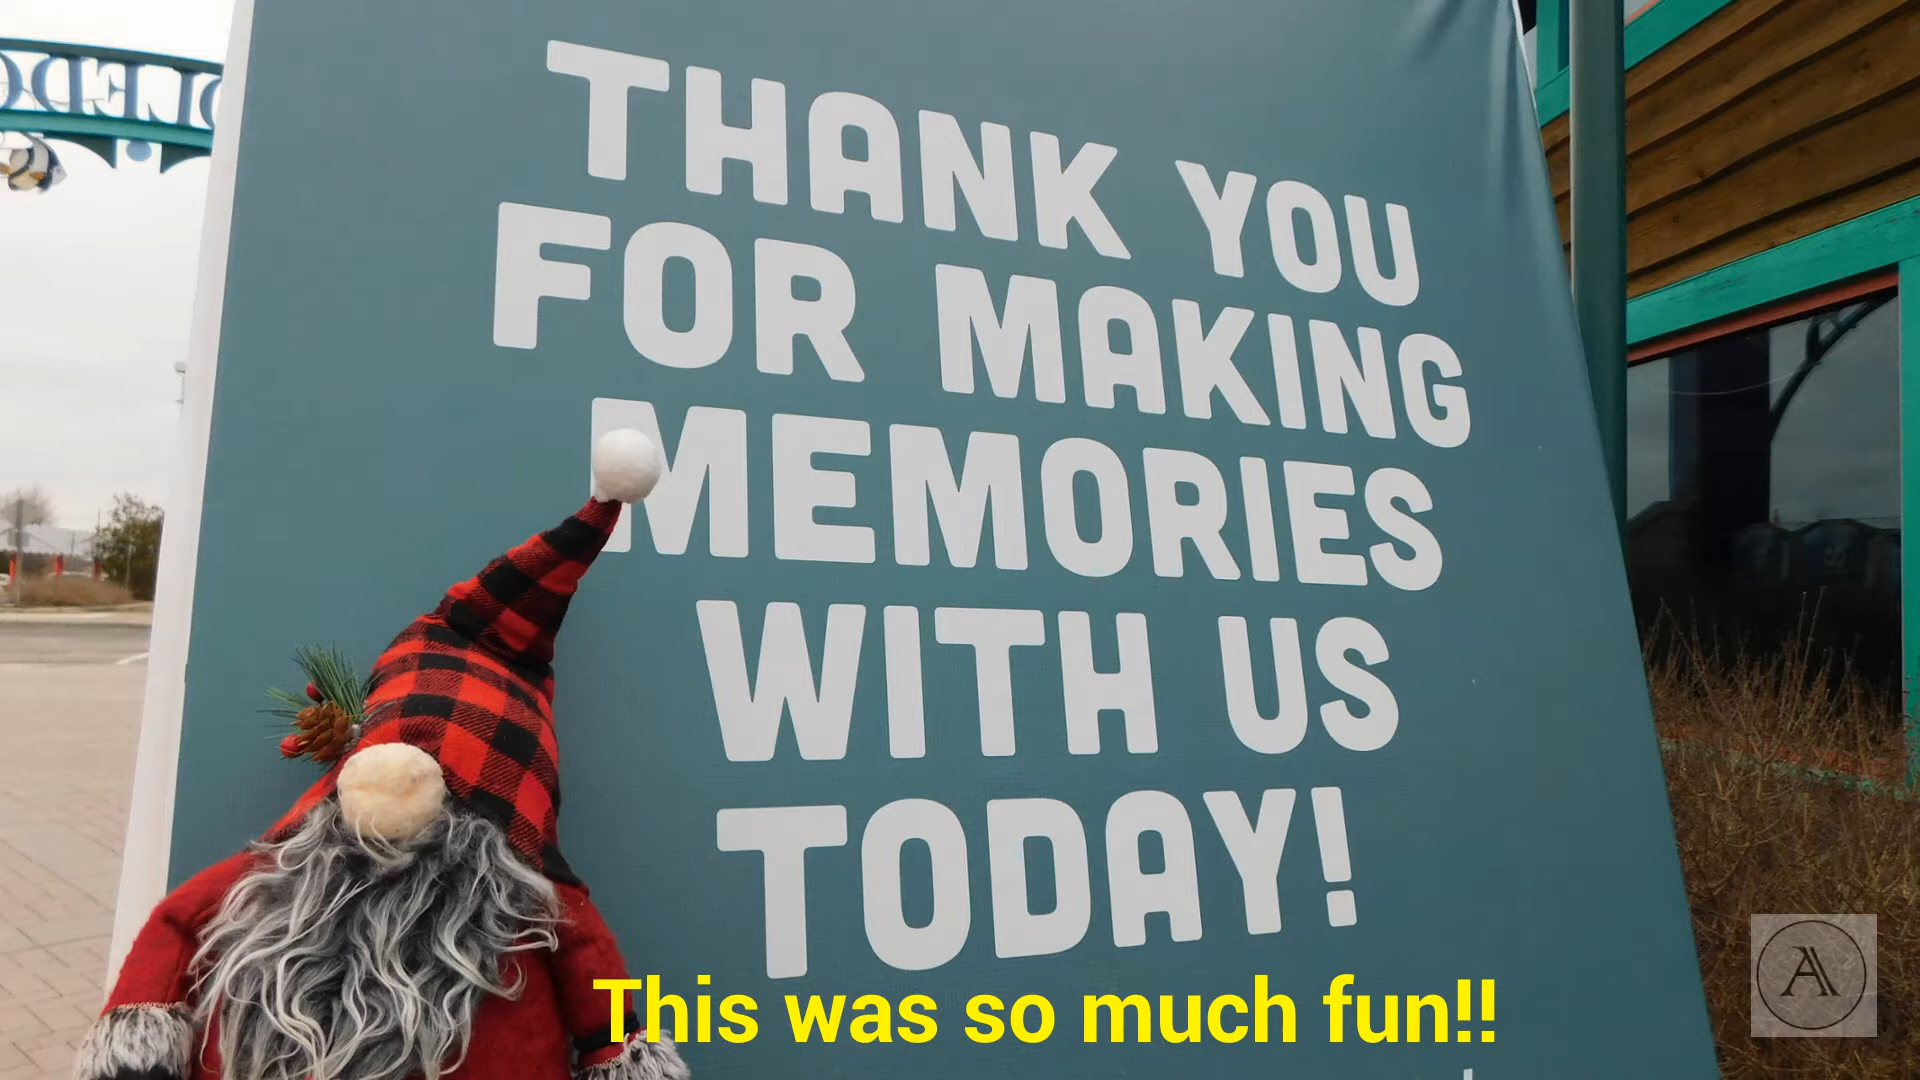 THANK YOU
FOR MAKING
MEMORIES
WITH US
TODAY!
This was so much fun!!